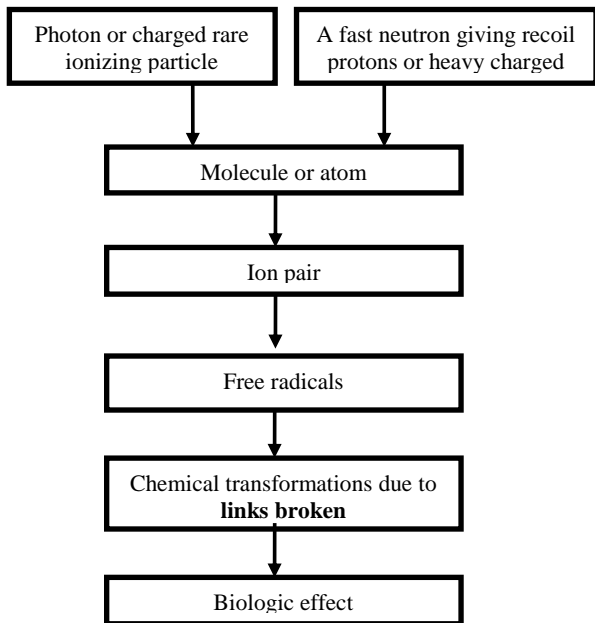 Photon or charged rare
ionizing particle
A fast neutron giving recoil
protons or heavy charged
Molecule or atom
Ion pair
Free radicals
Chemical transformations due to
links broken
Biologic effect